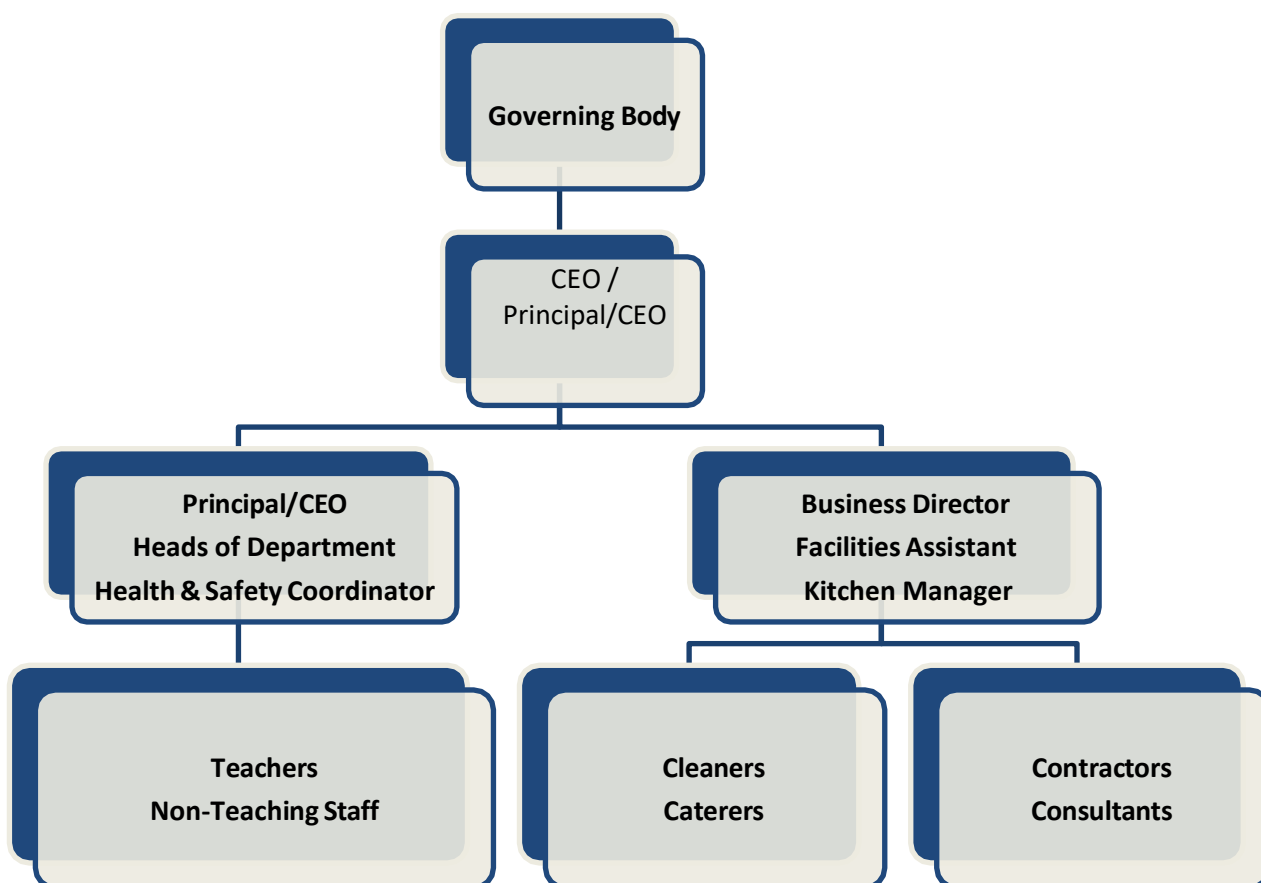 Governing Body
CEO /
Principal/CEO
Principal/CEO
Heads of Department
Health & Safety Coordinator
Business Director
Facilities Assistant
Kitchen Manager
Teachers
Non-Teaching Staff
Cleaners
Caterers
Contractors
Consultants